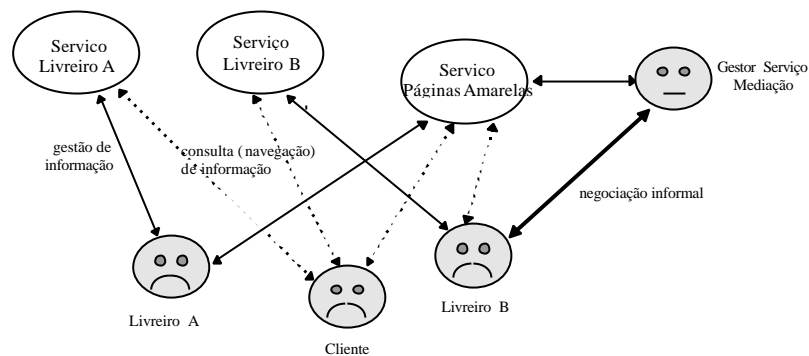 Servico
Livreiro A
Serviço
Livreiro B
Servico
Páginas Amarelas
Gestor Serviço
Mediação
gestão de
informação
consulta ( navegação)
de informação
negociação informal
Livreiro A
Livreiro B
Cliente